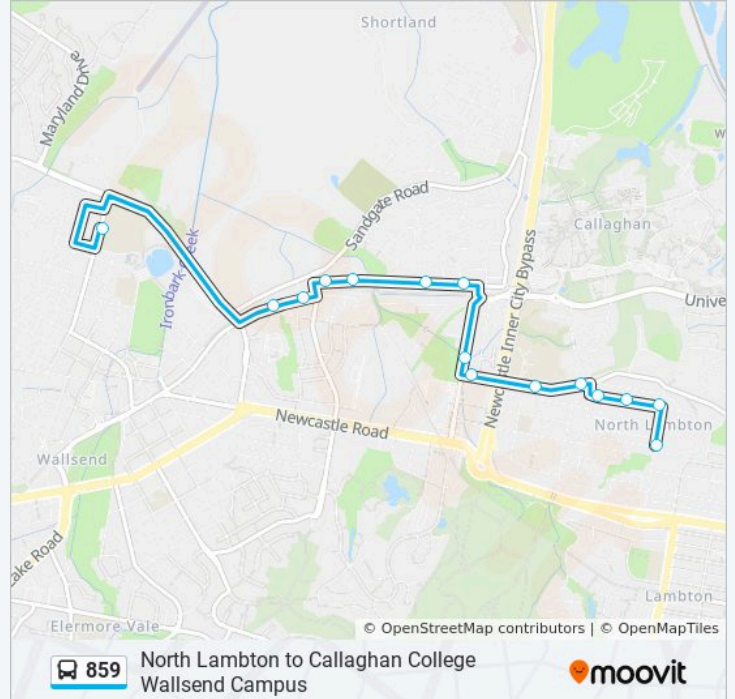 Shortland
Maryland Drive
Sandgate Road
Callaghan
Ironbark Creek
Newcastle Inner City Bypass
Unive
W
Newcastle Road
North Lambton
Wallsend
Lake Road
Lambton
Elermore Vale
© OpenStreetMap contributors | © OpenMapTiles
859
North Lambton to Callaghan College
Wallsend Campus
moovit